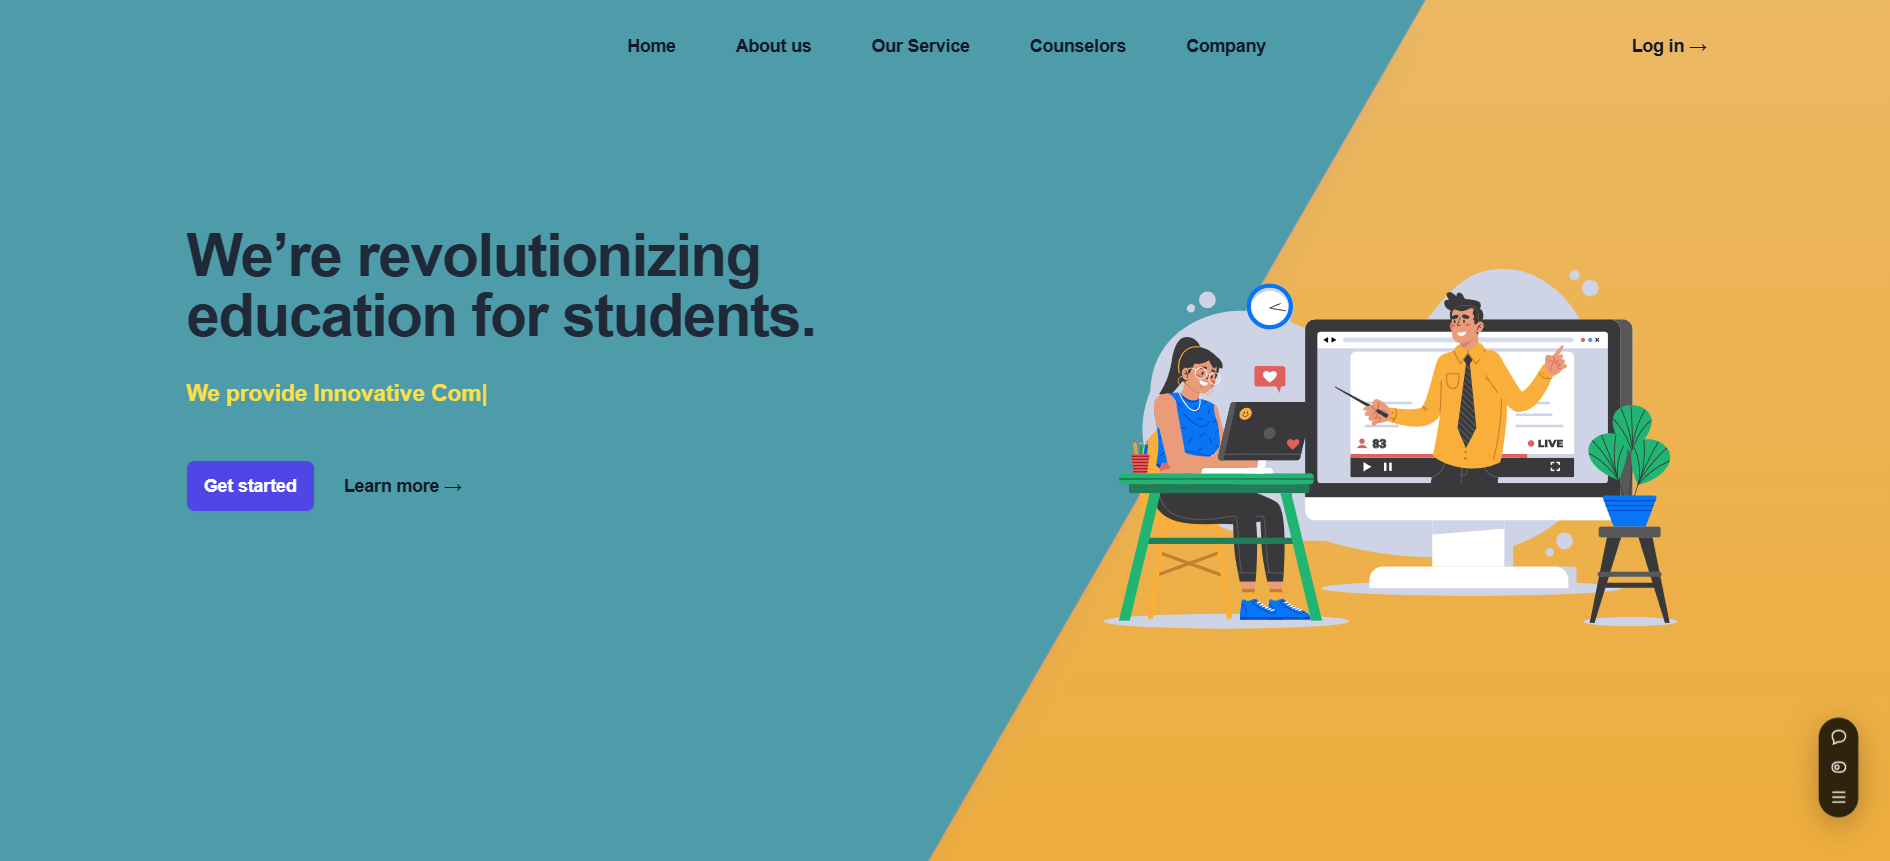 Home About us Our Service Counselors Company Log in →
We’re revolutionizing
education for students.
We provide Innovative Com|
Get started Learn more →
83 LIVE